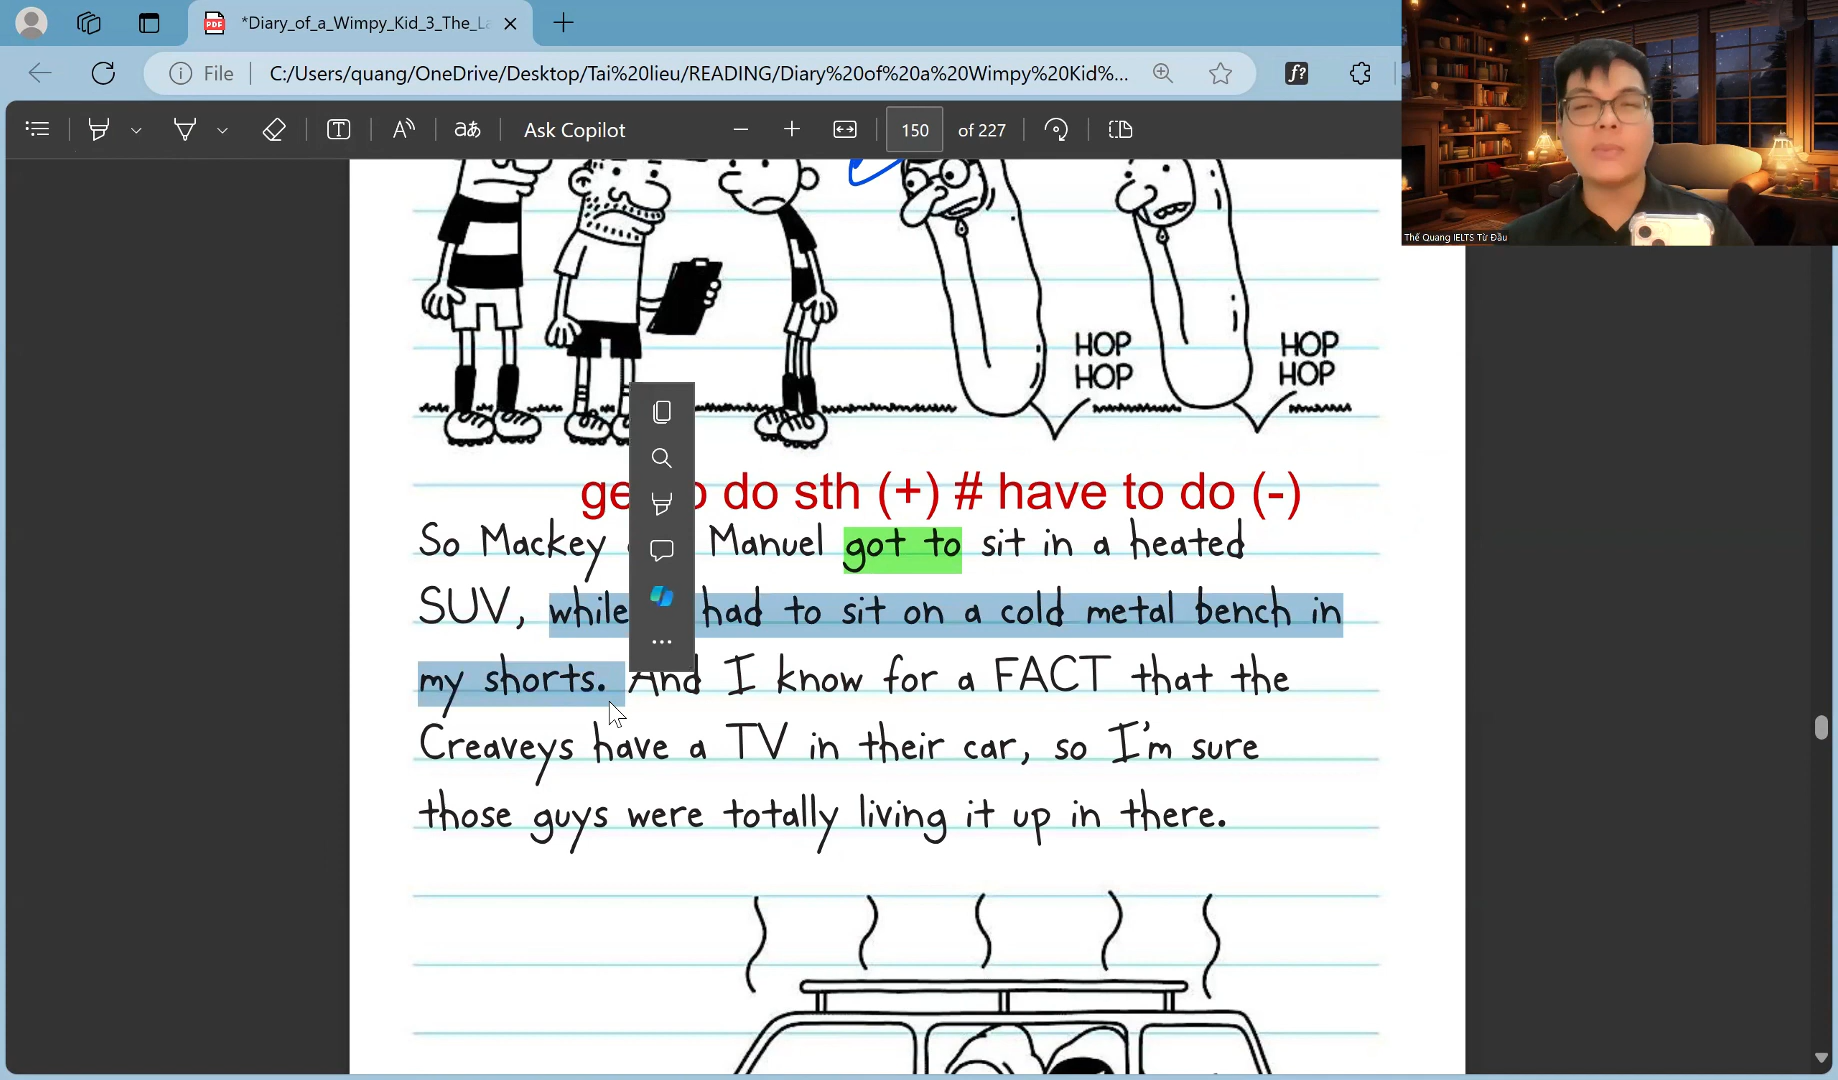 *Diary_of_a_Wimpy_Kid_3_The_La
File
C:/Users/quang/OneDrive/Desktop/Tai%20lieu/READING/Diary%20of%20a%20Wimpy%20Kid%...
Ask Copilot
150 of 227
Thế Quang IELTS Từ Đầu
HOP HOP
HOP HOP
do sth (+) # have to do (-)
So Mackey Manuel got to sit in a heated
SUV, while had to sit on a cold metal bench in
my shorts. And I know for a FACT that the
Creaveys have a TV in their car, so I'm sure
those guys were totally living it up in there.